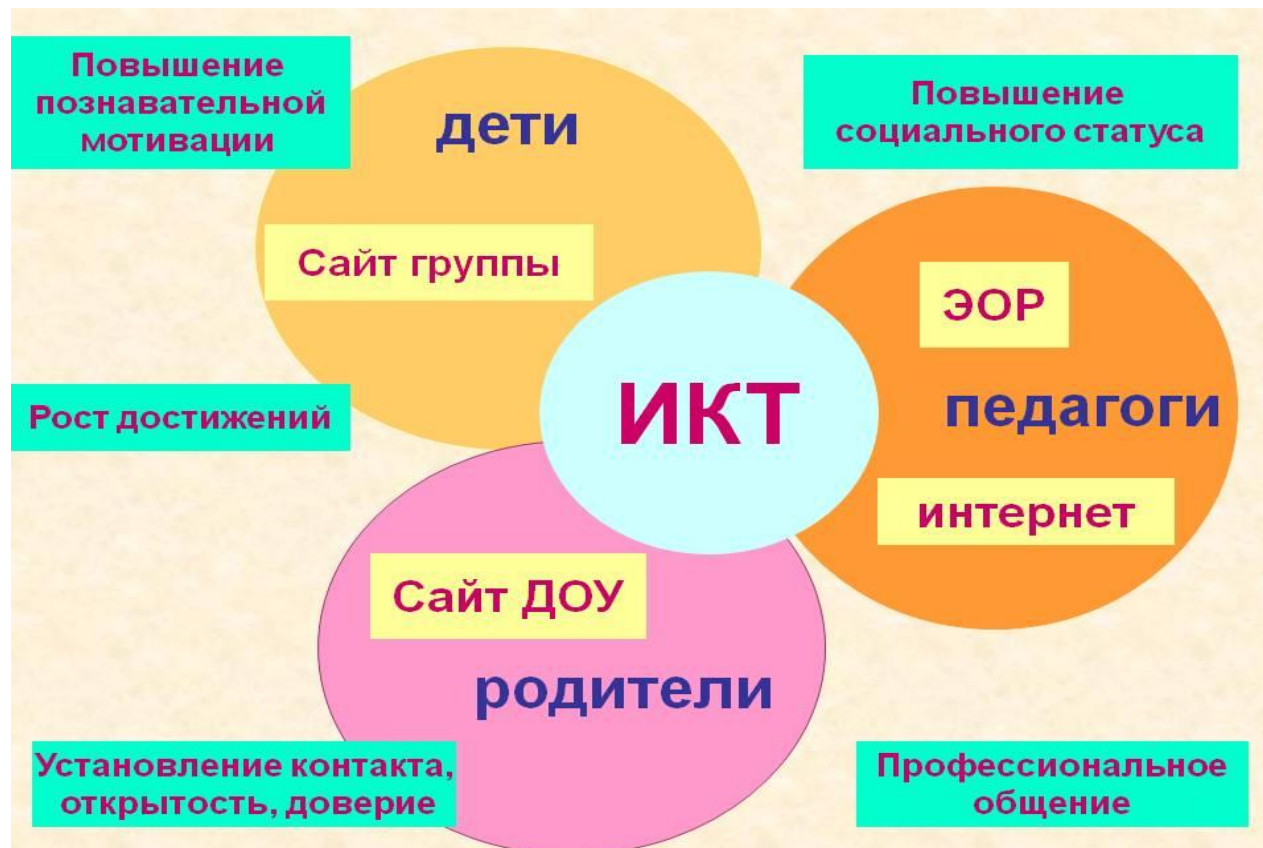 Повышение
познавательной
мотивации
дети
Повышение
социального статуса
Сайт группы
ЭОР
ИКТ
педагоги
Рост достижений
интернет
Сайт ДОУ
родители
Установление контакта,
открытость, доверие
Профессиональное
общение